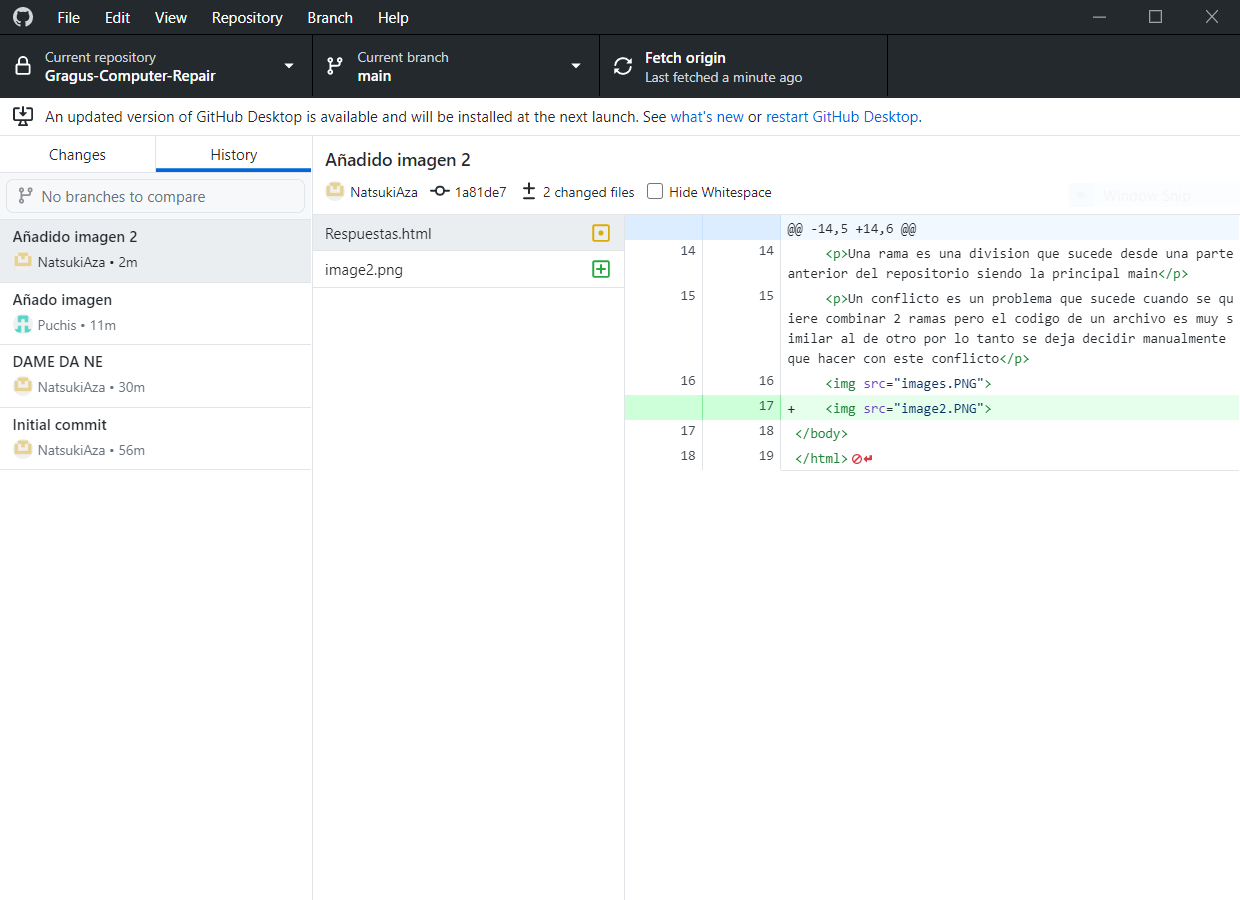 File Edit View Repository Branch Help
Current repository
Gragus-Computer-Repair
Current branch
main
Fetch origin
Last fetched a minute ago
An updated version of GitHub Desktop is available and will be installed at the next launch. See what's new or restart GitHub Desktop.
Changes History
No branches to compare
Añadido imagen 2
NatsukiAza • 2m
Añado imagen
Puchis • 11m
DAME DA NE
NatsukiAza • 30m
Initial commit
NatsukiAza • 56m
Añadido imagen 2
NatsukiAza 1a81de7 2 changed files Hide Whitespace
Window Snip
Respuestas.html
image2.png
@@ -14,5 +14,6 @@
14 14 <p>Una rama es una division que sucede desde una parte
anterior del repositorio siendo la principal main</p>
15 15 <p>Un conflicto es un problema que sucede cuando se qu
iere combinar 2 ramas pero el codigo de un archivo es muy s
imilar al de otro por lo tanto se deja decidir manualmente
que hacer con este conflicto</p>
16 16 <img src="images.PNG">
17 + <img src="image2.PNG">
17 18 </body>
18 19 </html>